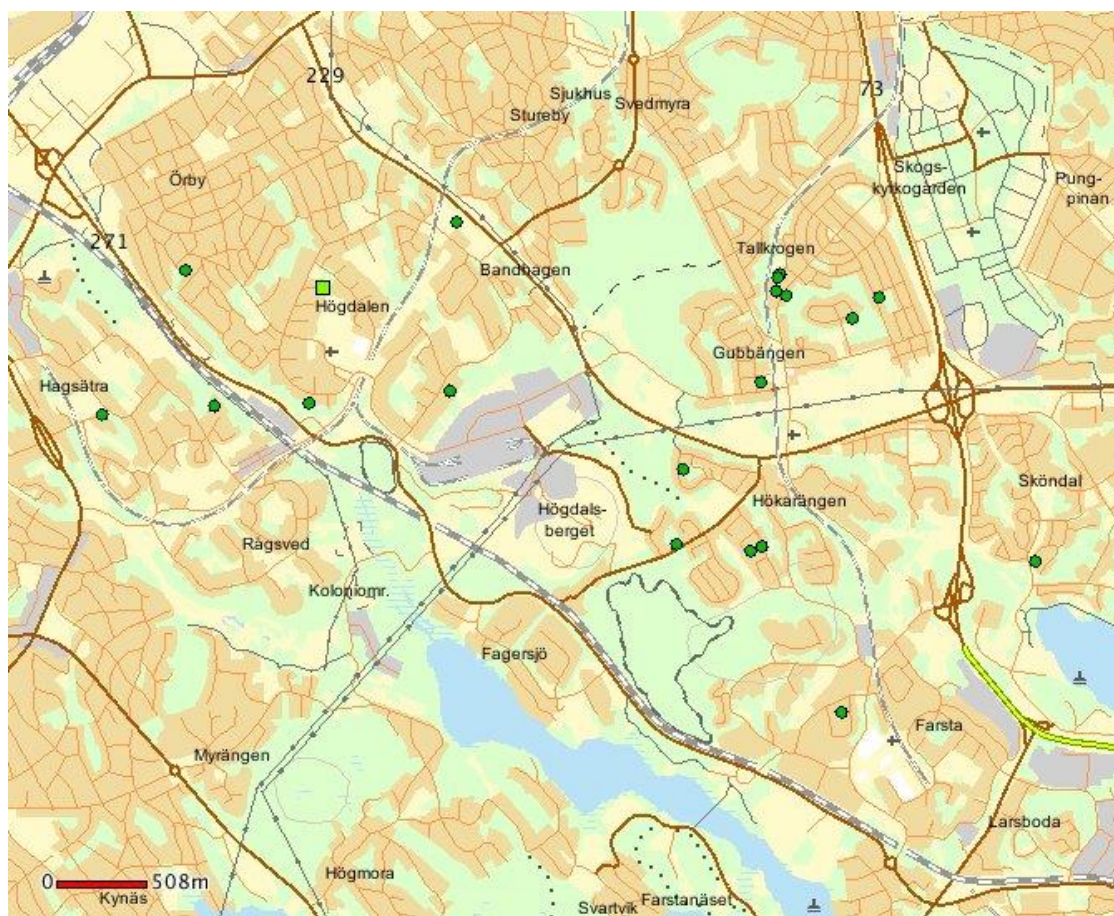 229
Sjukhus
Stureby
Svedmyra
73
Örby
Skogs-
kyrkogården
Pung-
pinan
271
Tallkrogen
Bandhagen
Högdalen
Gubbängen
Hagsätra
Högdals-
berget
Hökarängen
Sköndal
Rågsved
Koloniomr.
Fagersjö
Farsta
Myrängen
Larsboda
Högmora
0 508m
Kynäs
Svartvik
Farstanäset